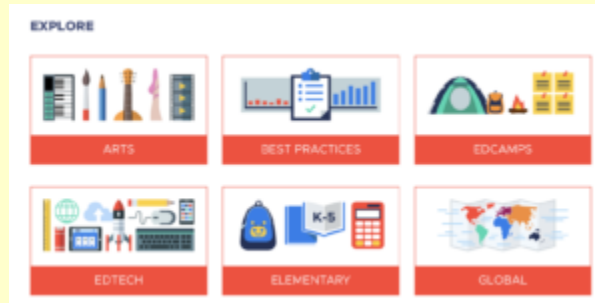 EXPLORE
ARTS
BEST PRACTICES
EDCAMPS
K-5
EDTECH
ELEMENTARY
GLOBAL